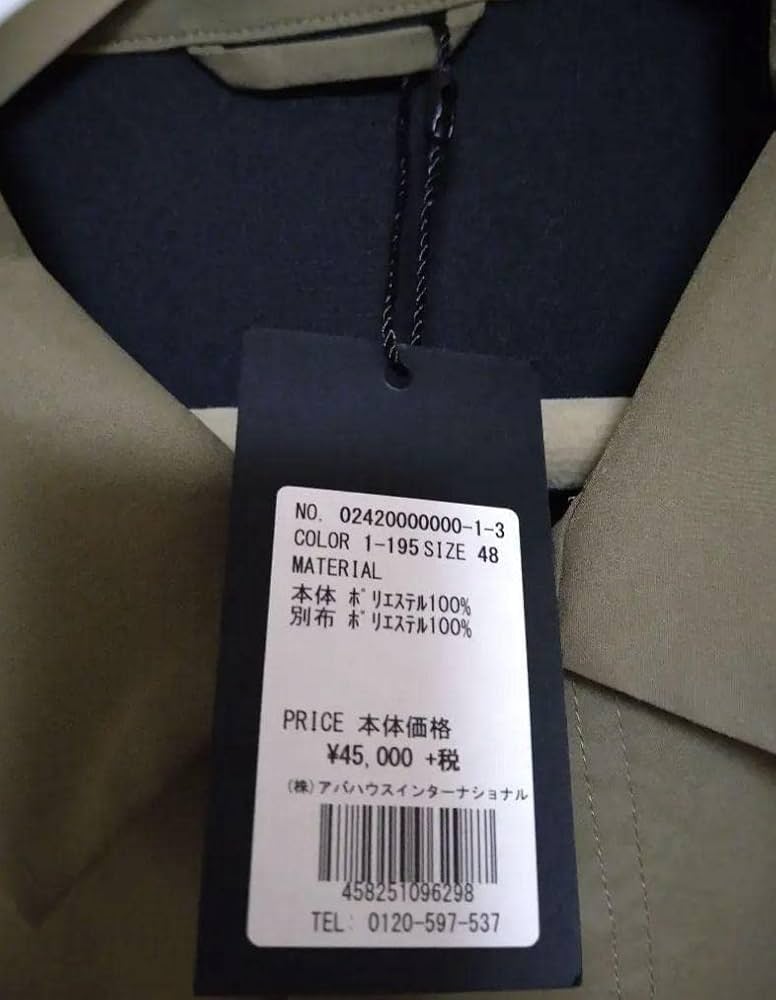 NO. 02420000000-1-3
COLOR 1-195 SIZE 48
MATERIAL
本体 ポリエステル100%
別布 ポリエステル100%
PRICE 本体価格
¥45,000 +税
(株)アバハウスインターナショナル
458251096298
TEL: 0120-597-537